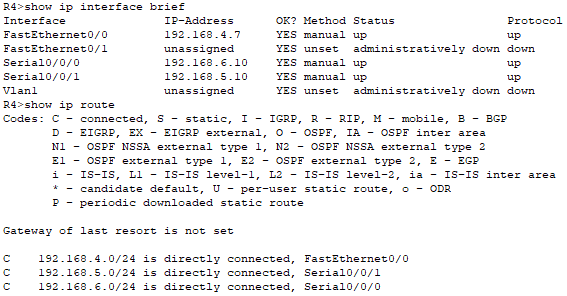 R4>show ip interface brief
Interface              IP-Address      OK? Method Status                Protocol
FastEthernet0/0        192.168.4.7     YES manual up                    up
FastEthernet0/1        unassigned      YES unset  administratively down down
Serial0/0/0            192.168.6.10    YES manual up                    up
Serial0/0/1            192.168.5.10    YES manual up                    up
Vlan1                  unassigned      YES unset  administratively down down
R4>show ip route
Codes: C - connected, S - static, I - IGRP, R - RIP, M - mobile, B - BGP
       D - EIGRP, EX - EIGRP external, O - OSPF, IA - OSPF inter area
       N1 - OSPF NSSA external type 1, N2 - OSPF NSSA external type 2
       E1 - OSPF external type 1, E2 - OSPF external type 2, E - EGP
       i - IS-IS, L1 - IS-IS level-1, L2 - IS-IS level-2, ia - IS-IS inter area
       * - candidate default, U - per-user static route, o - ODR
       P - periodic downloaded static route
Gateway of last resort is not set
C    192.168.4.0/24 is directly connected, FastEthernet0/0
C    192.168.5.0/24 is directly connected, Serial0/0/1
C    192.168.6.0/24 is directly connected, Serial0/0/0